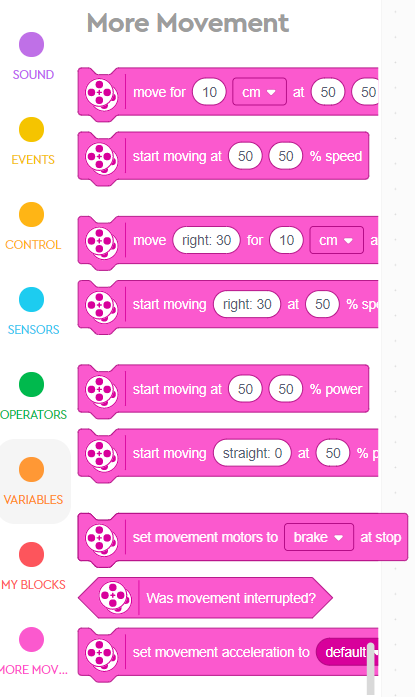 More Movement
SOUND
EVENTS
CONTROL
SENSORS
OPERATORS
VARIABLES
MY BLOCKS
MORE MOV...
move for 10 cm at 50 50
start moving at 50 50 % speed
move right: 30 for 10 cm a
start moving right: 30 at 50 % spe
start moving at 50 50 % power
start moving straight: 0 at 50 % p
set movement motors to brake at stop
Was movement interrupted?
set movement acceleration to default